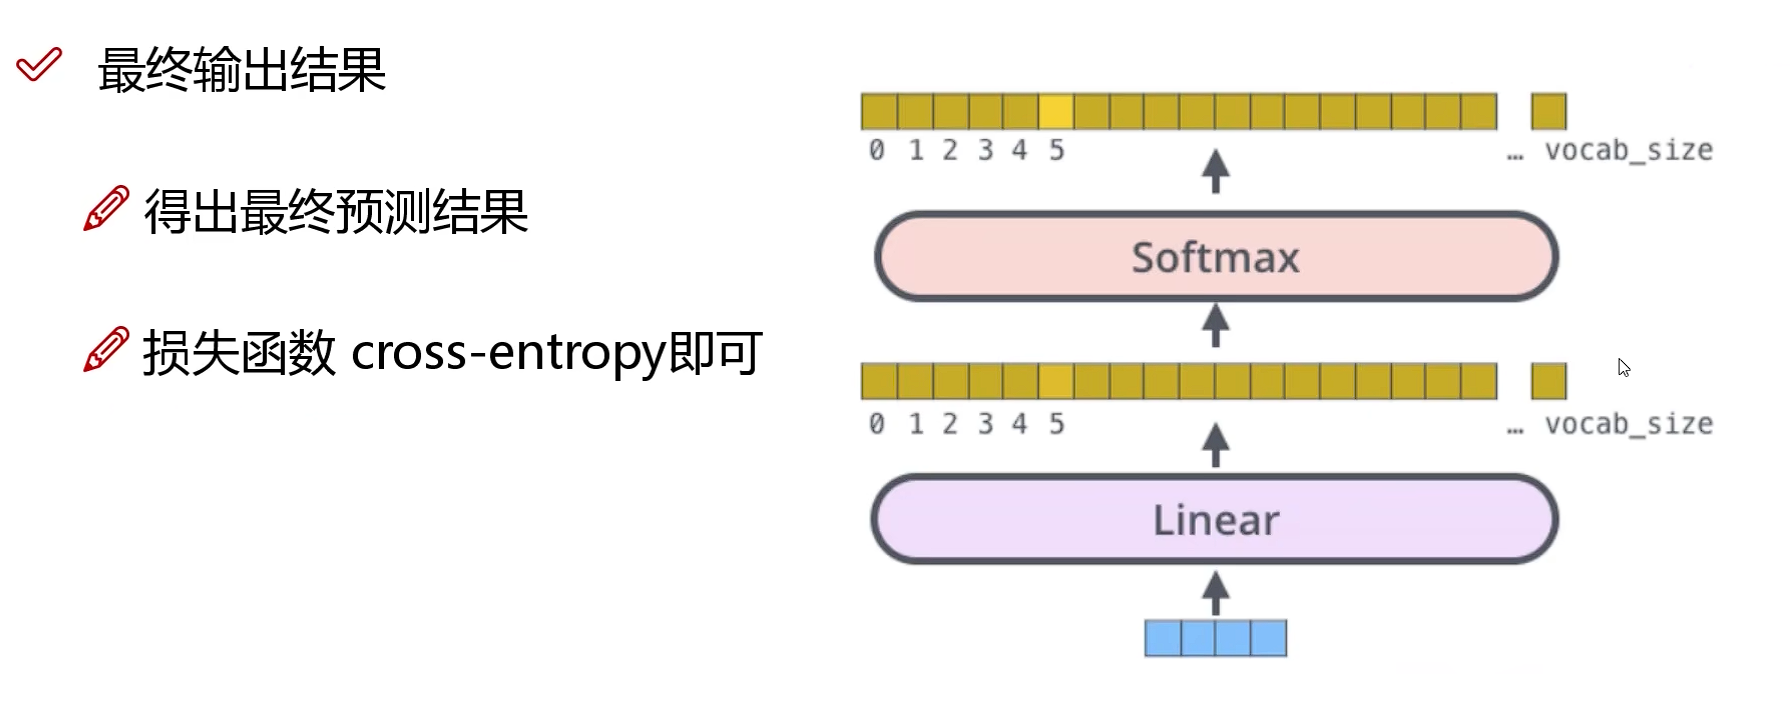 最终输出结果
得出最终预测结果
损失函数 cross-entropy即可
0 1 2 3 4 5 … vocab_size
Softmax
0 1 2 3 4 5 … vocab_size
Linear